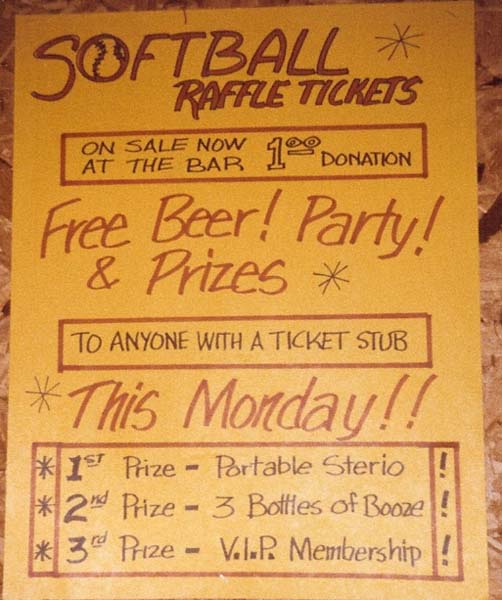 SOFTBALL
RAFFLE TICKETS
ON SALE NOW
AT THE BAR 1.00 DONATION
Free Beer! Party!
& Prizes *
TO ANYONE WITH A TICKET STUB
* This Monday!!
* 1ST Prize - Portable Sterio !
* 2nd Prize - 3 Bottles of Booze !
* 3rd Prize - V.I.P. Membership !